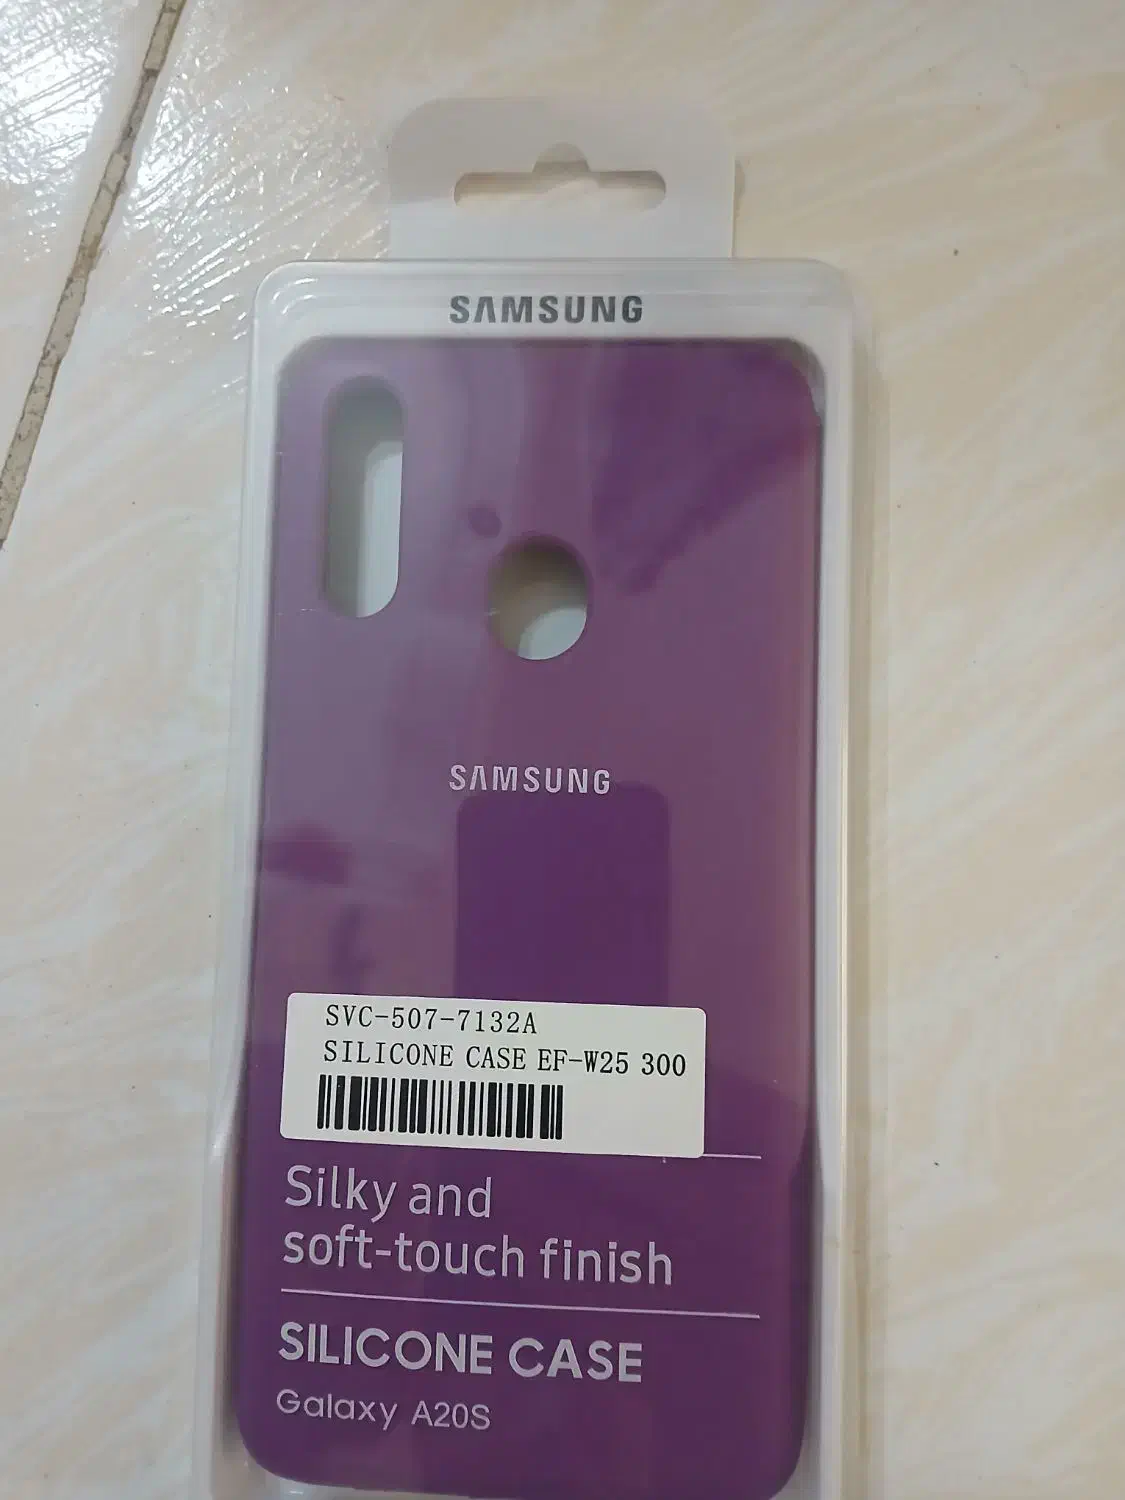 SAMSUNG
SAMSUNG
SVC-507-7132A
SILICONE CASE EF-W25 300
Silky and
soft-touch finish
SILICONE CASE
Galaxy A20S